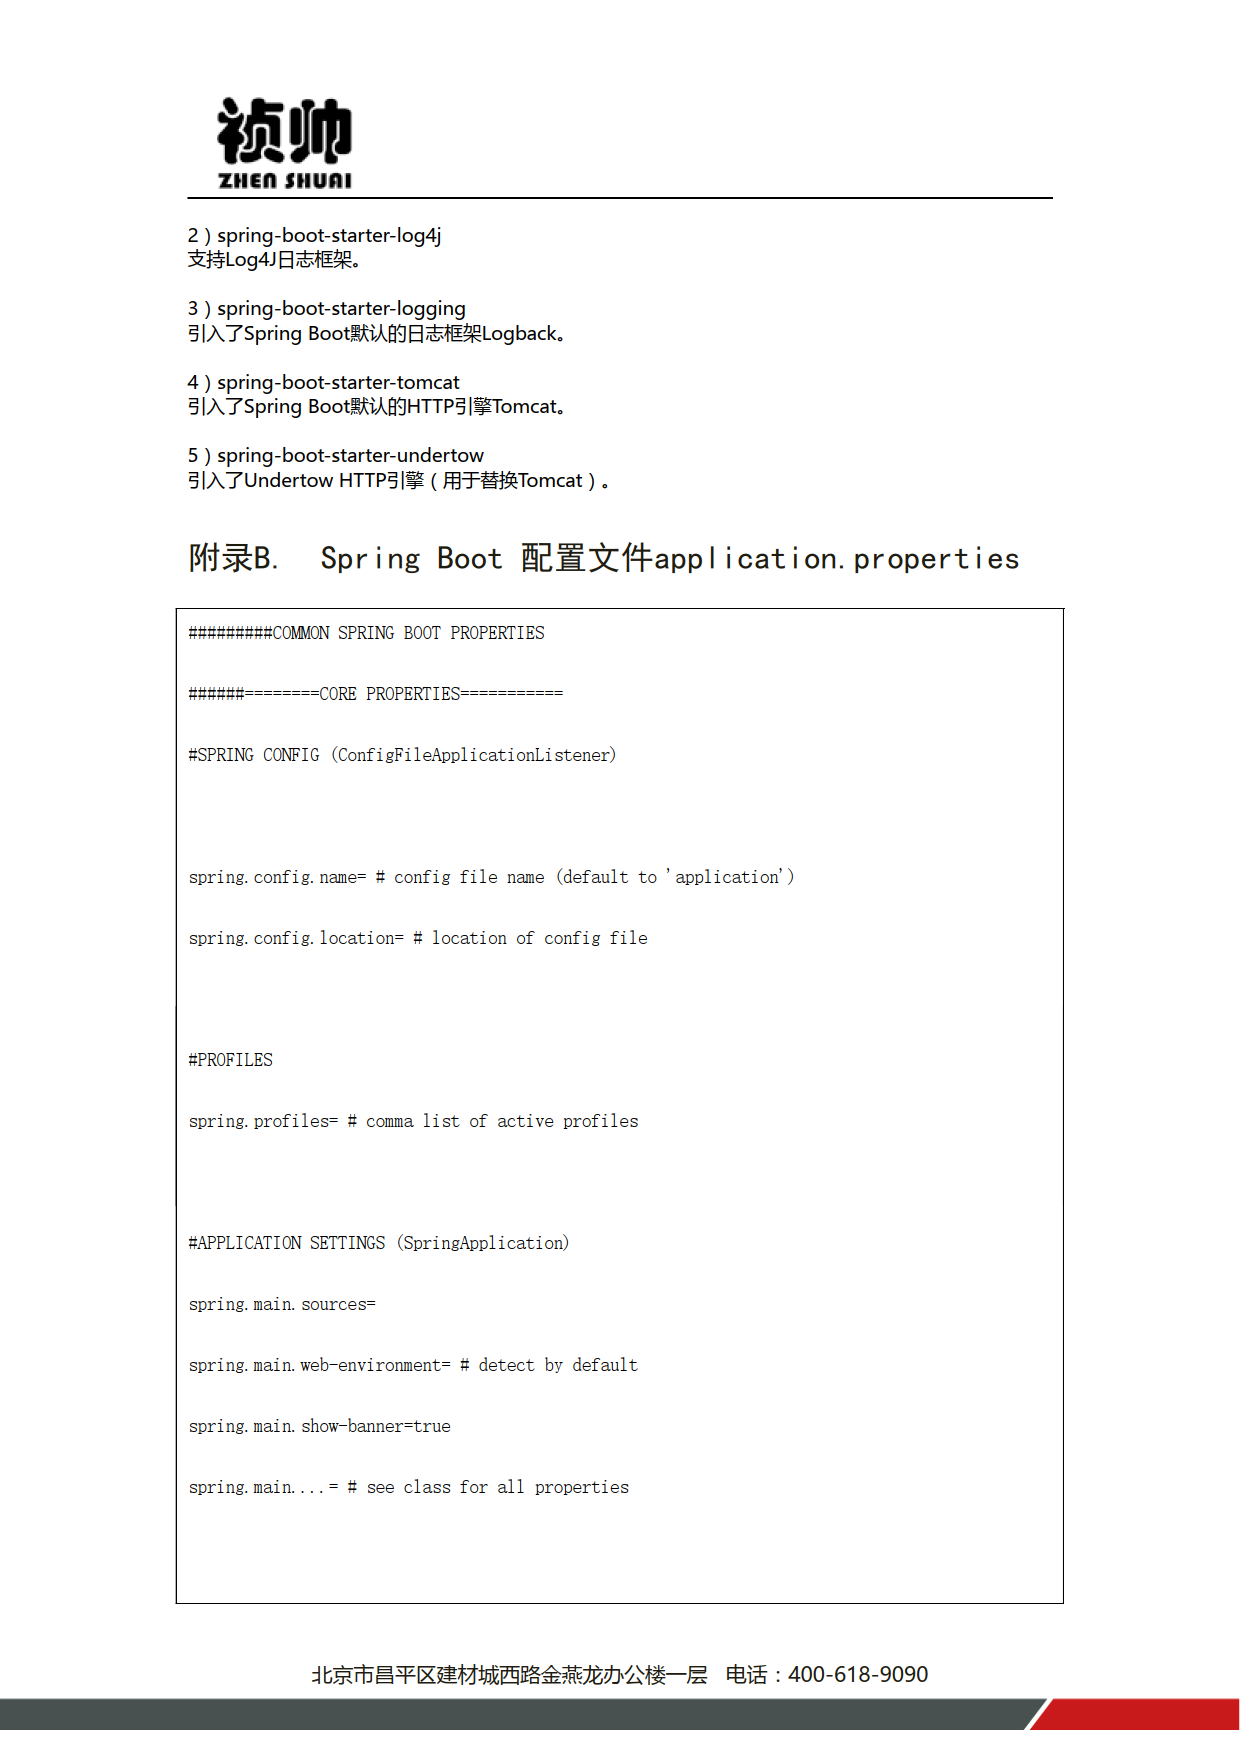 祯帅
ZHEN SHUAI
2）spring-boot-starter-log4j
支持Log4J日志框架。
3）spring-boot-starter-logging
引入了Spring Boot默认的日志框架Logback。
4）spring-boot-starter-tomcat
引入了Spring Boot默认的HTTP引擎Tomcat。
5）spring-boot-starter-undertow
引入了Undertow HTTP引擎（用于替换Tomcat）。
附录B. Spring Boot 配置文件application.properties
#########COMMON SPRING BOOT PROPERTIES
######========CORE PROPERTIES===========
#SPRING CONFIG (ConfigFileApplicationListener)
spring.config.name= # config file name (default to 'application')
spring.config.location= # location of config file
#PROFILES
spring.profiles= # comma list of active profiles
#APPLICATION SETTINGS (SpringApplication)
spring.main.sources=
spring.main.web-environment= # detect by default
spring.main.show-banner=true
spring.main....= # see class for all properties
北京市昌平区建材城西路金燕龙办公楼一层 电话：400-618-9090